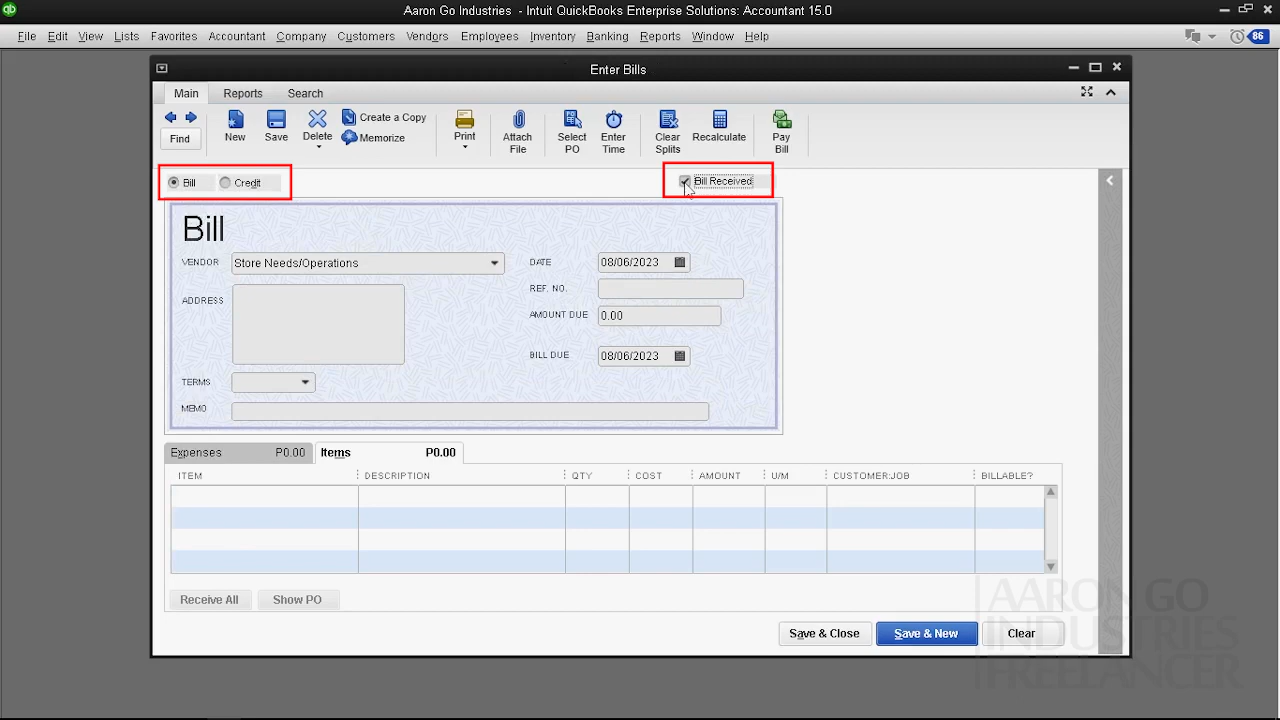 Aaron Go Industries - Intuit QuickBooks Enterprise Solutions: Accountant 15.0
File Edit View Lists Favorites Accountant Company Customers Vendors Employees Inventory Banking Reports Window Help 86
Enter Bills
Main Reports Search
Find New Save Delete Create a Copy Memorize Print Attach File Select PO Enter Time Clear Splits Recalculate Pay Bill
Bill Credit Bill Received
Bill
VENDOR Store Needs/Operations DATE 08/06/2023
ADDRESS REF. NO.
AMOUNT DUE 0.00
BILL DUE 08/06/2023
TERMS
MEMO
Expenses P0.00 Items P0.00
ITEM DESCRIPTION QTY COST AMOUNT U/M CUSTOMER:JOB BILLABLE?
Receive All Show PO
Save & Close Save & New Clear
AARON GO
INDUSTRIES
FREELANCER